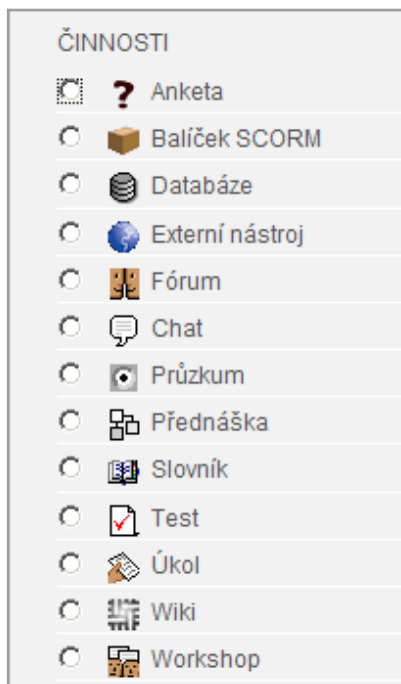 ČINNOSTI
Anketa
Balíček SCORM
Databáze
Externí nástroj
Fórum
Chat
Průzkum
Přednáška
Slovník
Test
Úkol
Wiki
Workshop